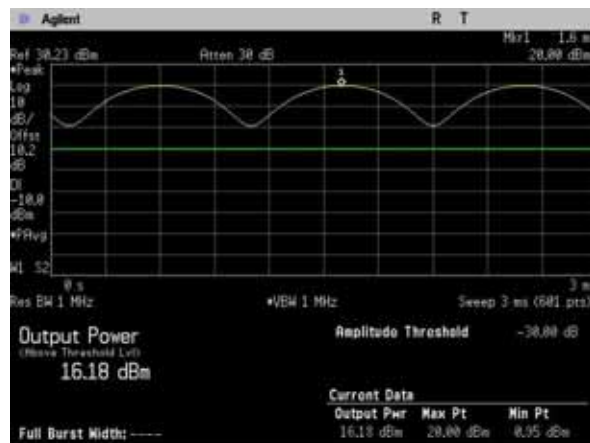 Agilent R T
Mkr1 1.6 m
Ref 30.23 dBm Atten 30 dB 20.00 dBm
*Peak
Log
10
dB/
Offst
10.2
dB
DI
-10.0
dBm
*PAvg
W1 S2
0 s 3 m
Res BW 1 MHz *VBW 1 MHz Sweep 3 ms (601 pts)
Output Power Amplitude Threshold -30.00 dB
(Above Threshold Lvl)
16.18 dBm
Current Data
Output Pwr Max Pt Min Pt
Full Burst Width: ---- 16.18 dBm 20.00 dBm 0.95 dBm